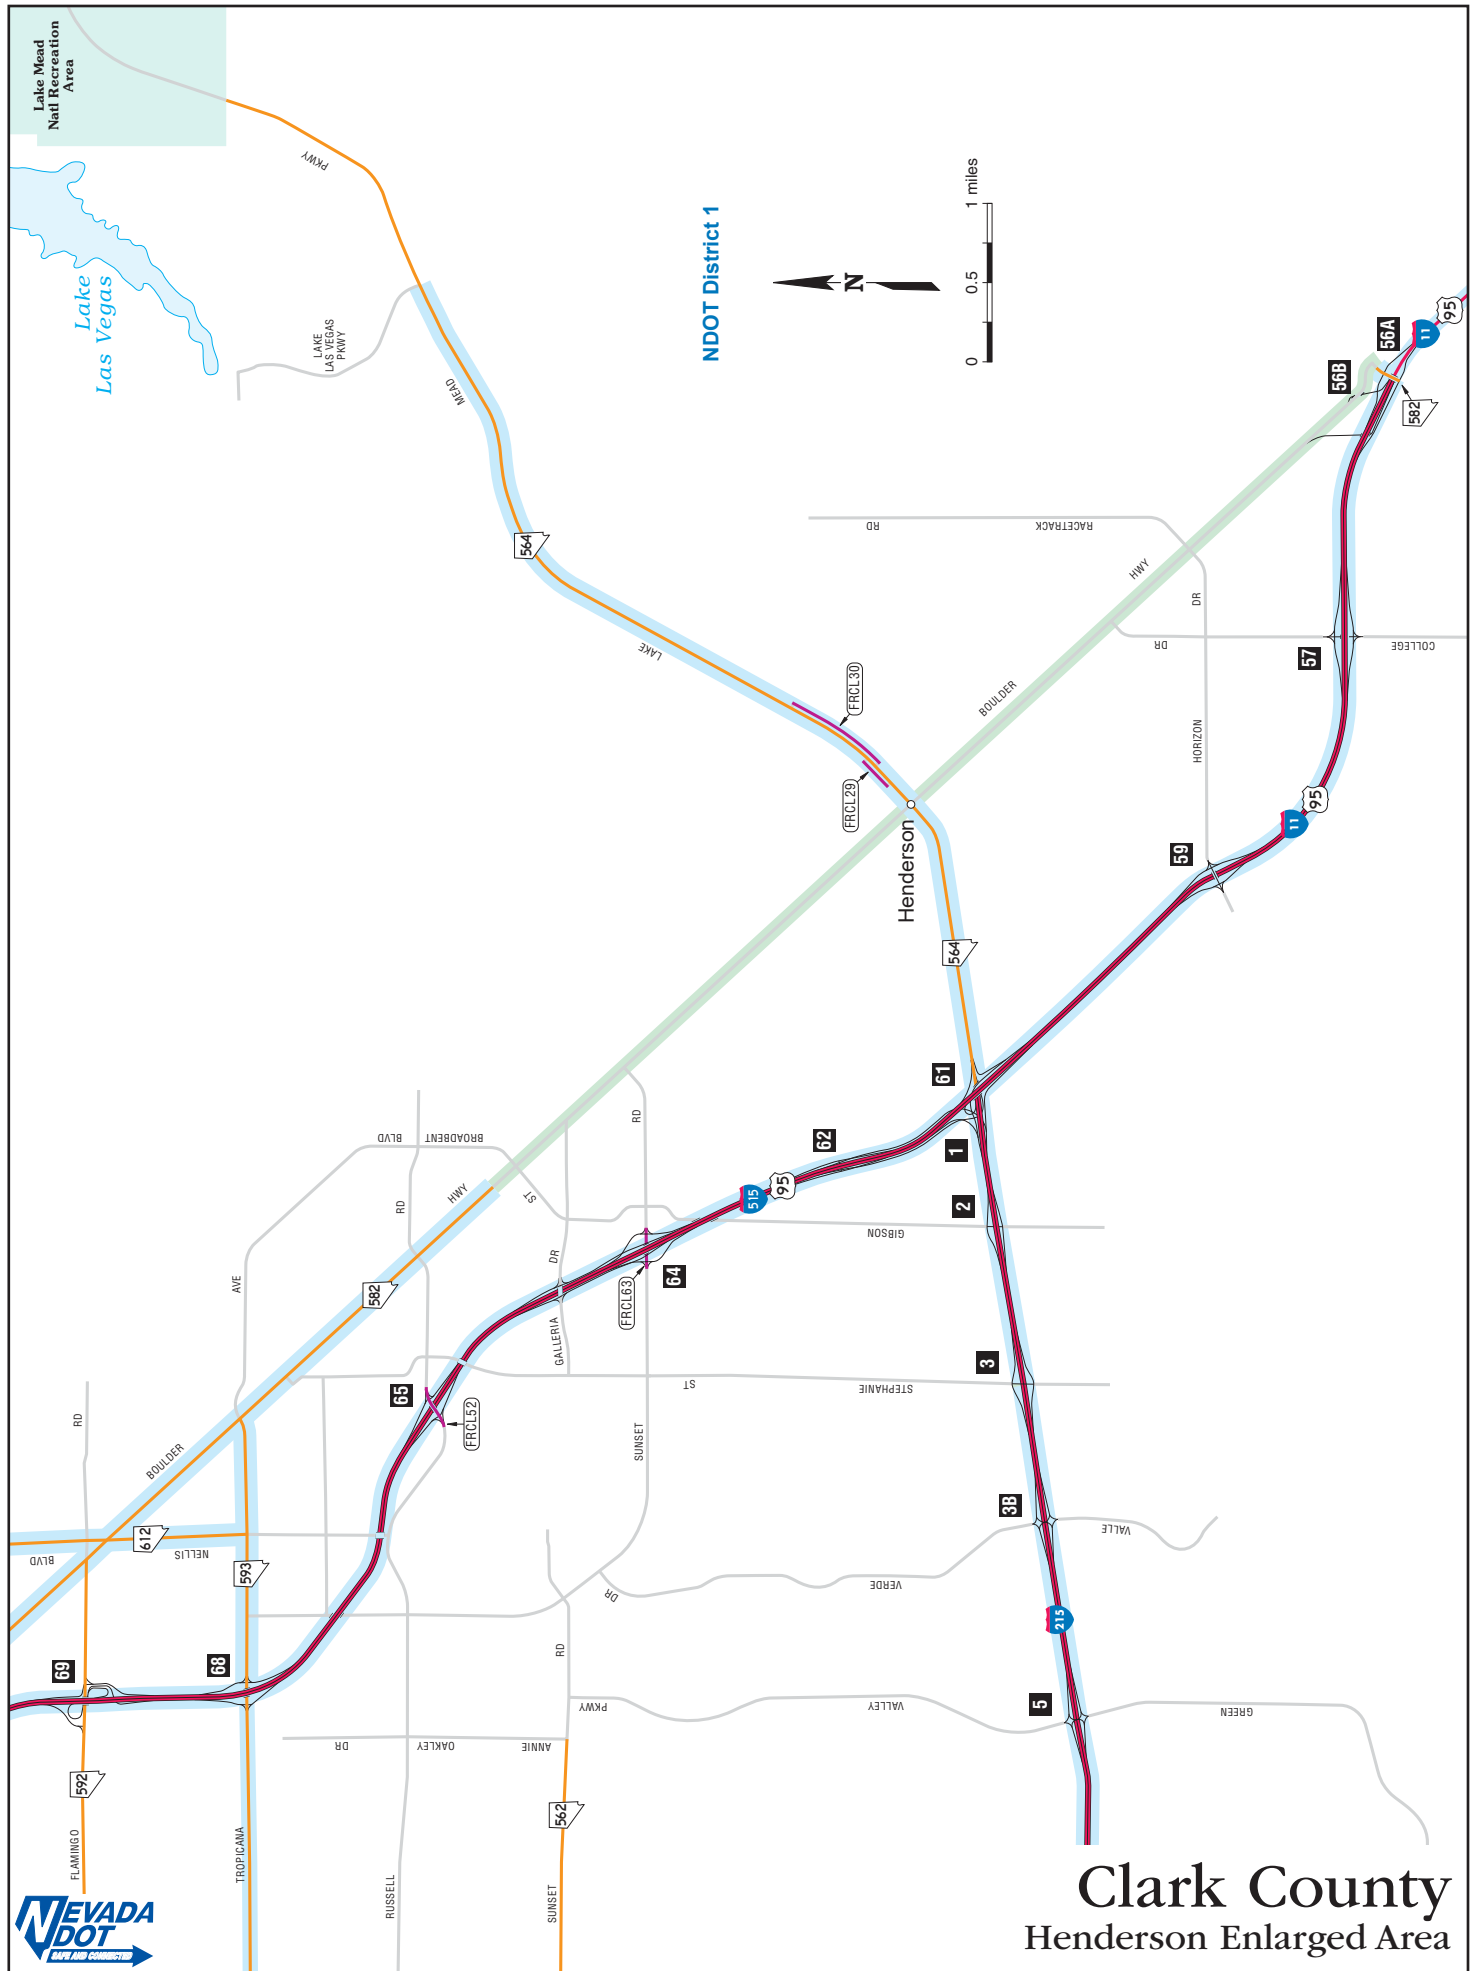 Lake Mead
Natl Recreation
Area
Lake
Las Vegas
PKWY
LAKE
LAS VEGAS
PKWY
MEAD
564
LAKE
NDOT District 1
N
0
0.5
1 miles
56B
56A
11
95
582
RD
RACETRACK
HWY
DR
DR
57
COLLEGE
BOULDER
HORIZON
FRCL30
FRCL29
Henderson
95
11
59
564
61
1
62
2
95
515
GIBSON
RD
BLVD
BROADBENT
HWY
ST
RD
DR
AVE
582
FRCL63
64
GALLERIA
65
FRCL52
ST
STEPHANIE
3
SUNSET
RD
BOULDER
612
BLVD
NELLIS
593
3B
VALLE
VERDE
DR
215
RD
69
68
5
PKWY
VALLEY
GREEN
DR
OAKLEY
ANNIE
592
562
FLAMINGO
TROPICANA
RUSSELL
SUNSET
NEVADA
DOT
SAFE AND CONNECTED
Clark County
Henderson Enlarged Area